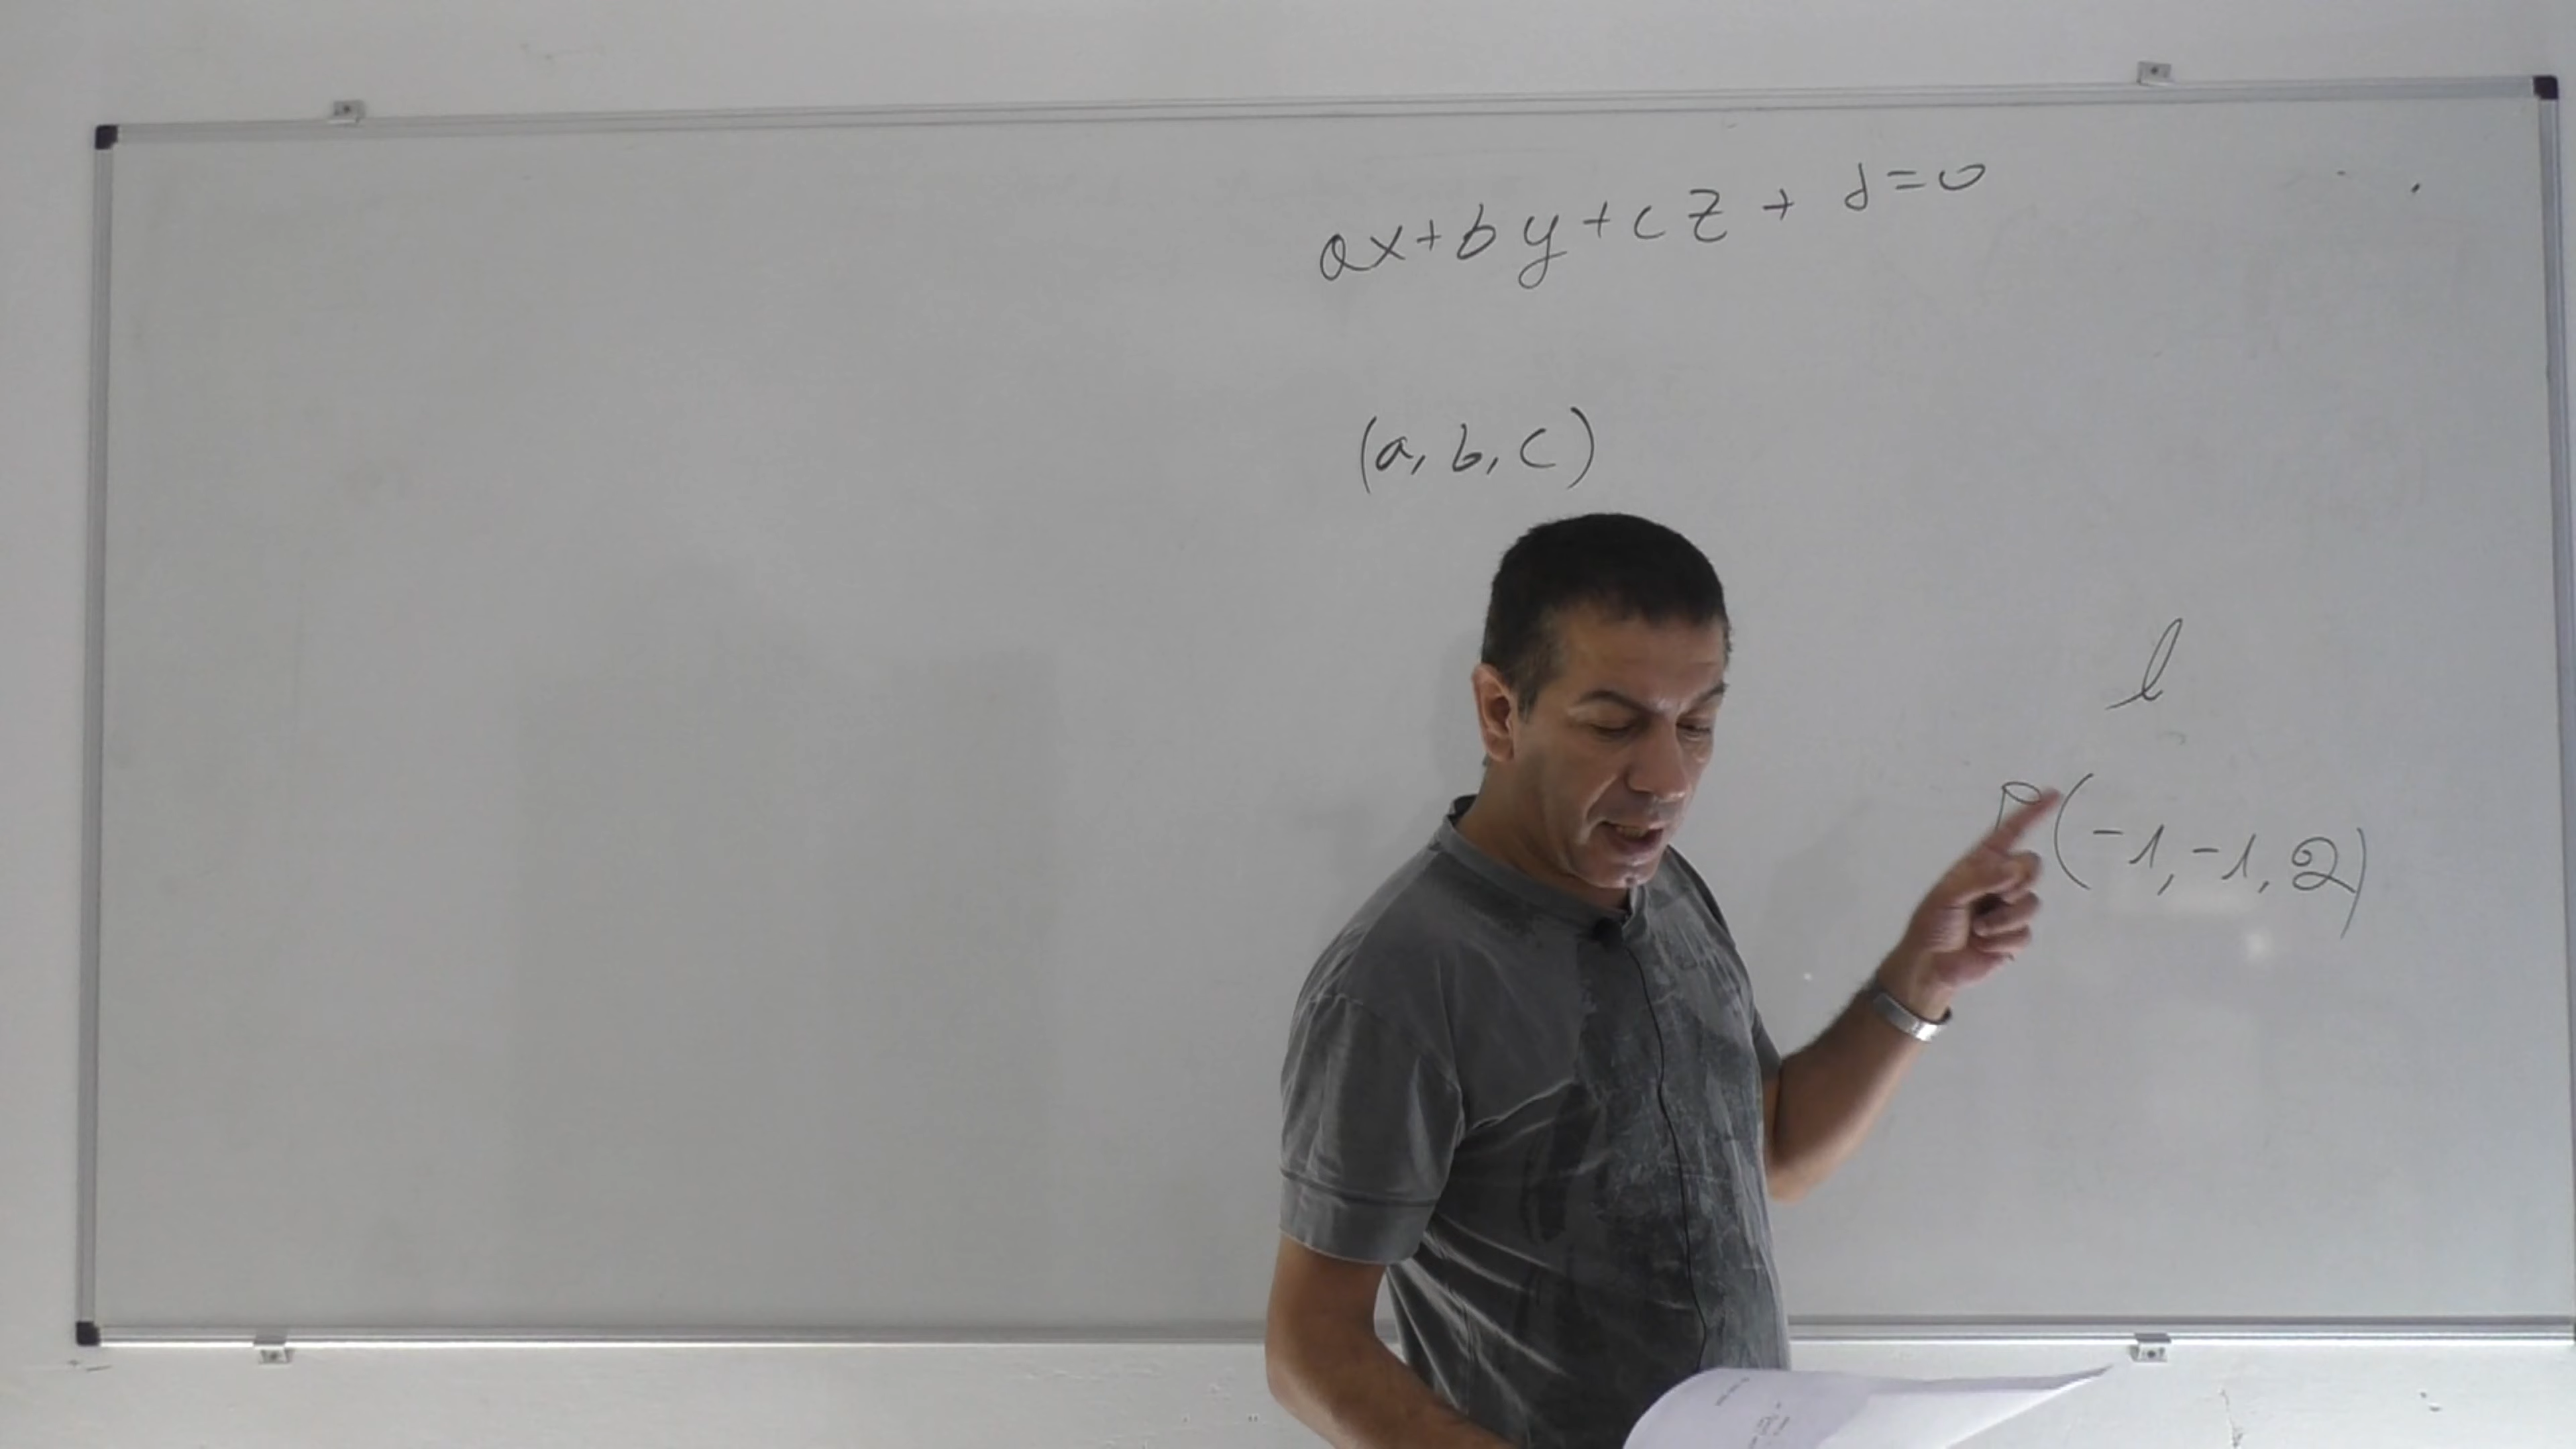 ax+by+cz+d=0
(a, b, c)
l
P(-1,-1,2)